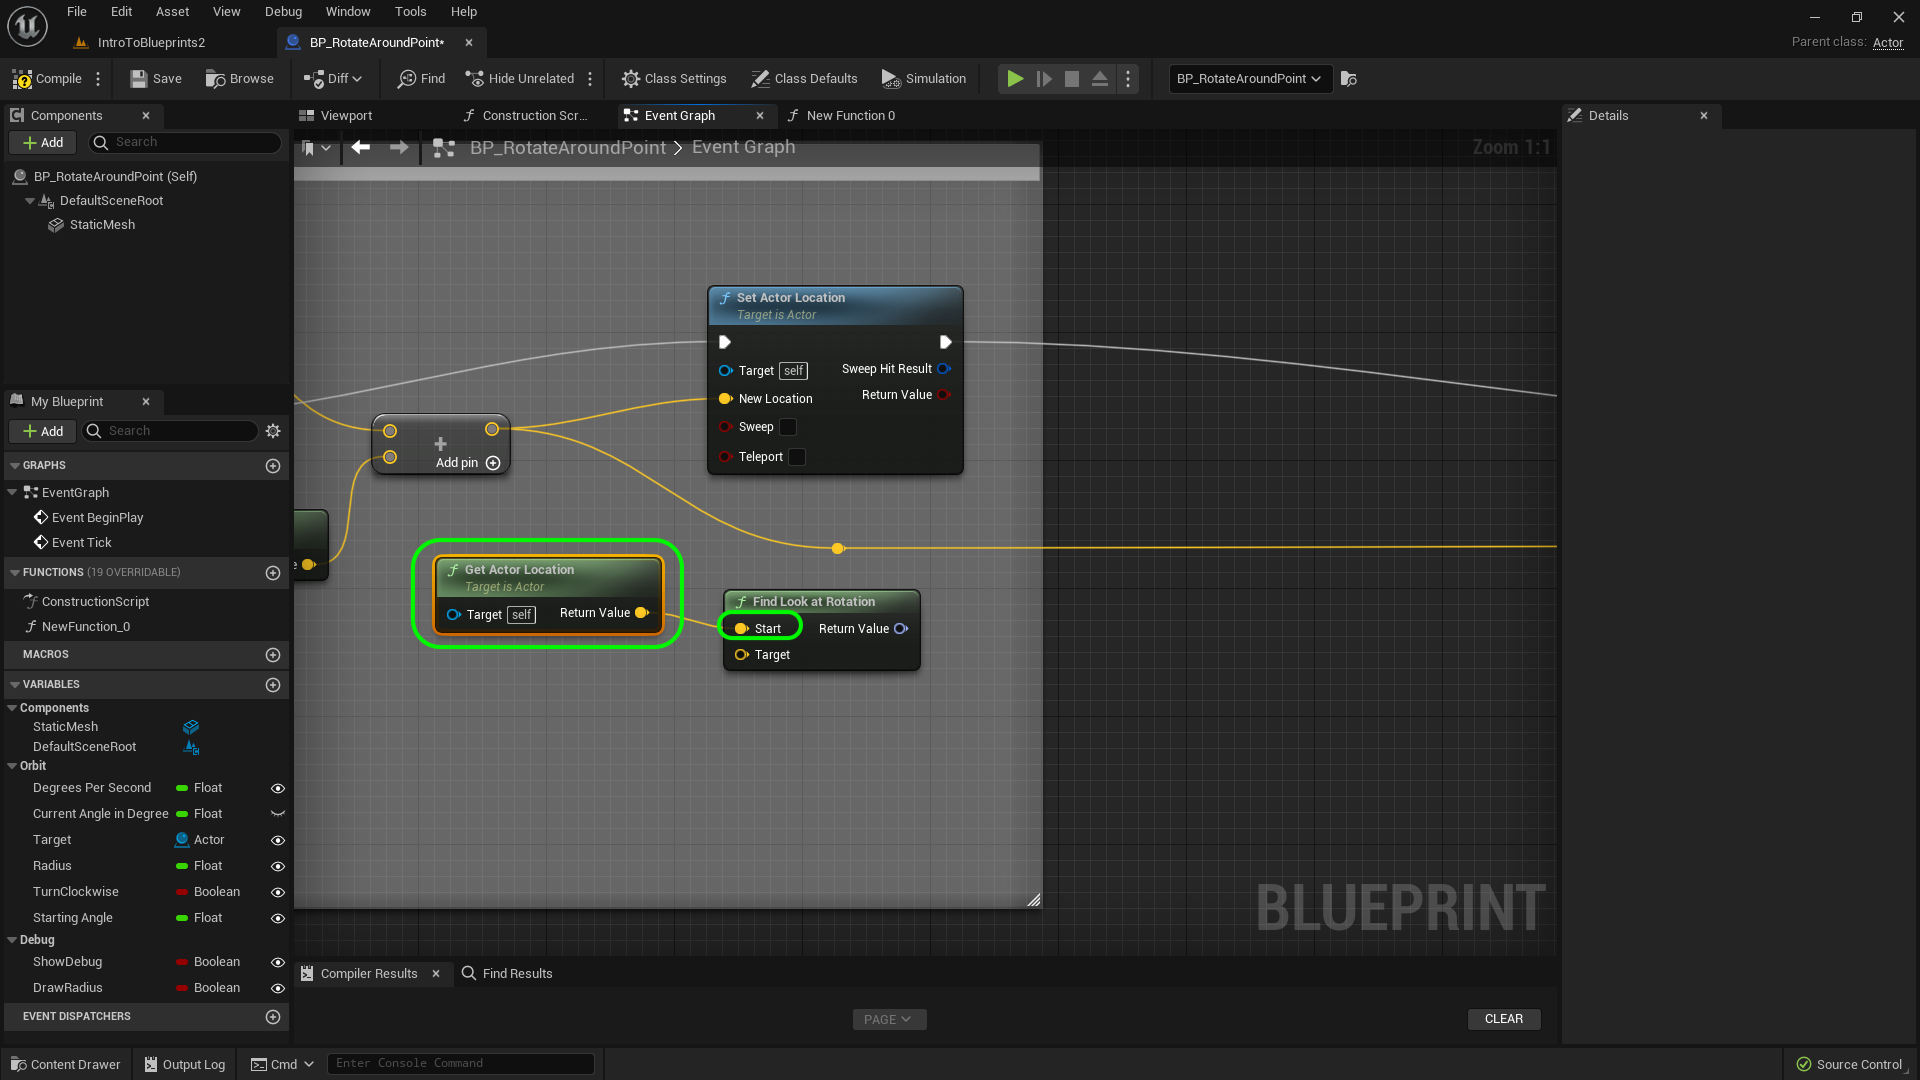 File Edit Asset View Debug Window Tools Help
IntroToBlueprints2
BP_RotateAroundPoint*
Parent class: Actor
Compile
Save
Browse
Diff
Find
Hide Unrelated
Class Settings
Class Defaults
Simulation
BP_RotateAroundPoint
Components
Add
Search
BP_RotateAroundPoint (Self)
DefaultSceneRoot
StaticMesh
My Blueprint
Add
Search
GRAPHS
EventGraph
Event BeginPlay
Event Tick
FUNCTIONS (19 OVERRIDABLE)
ConstructionScript
NewFunction_0
MACROS
VARIABLES
Components
StaticMesh
DefaultSceneRoot
Orbit
Degrees Per Second Float
Current Angle in Degree Float
Target Actor
Radius Float
TurnClockwise Boolean
Starting Angle Float
Debug
ShowDebug Boolean
DrawRadius Boolean
EVENT DISPATCHERS
Viewport
Construction Scr...
Event Graph
New Function 0
BP_RotateAroundPoint > Event Graph
Zoom 1:1
Set Actor Location
Target is Actor
Target self
Sweep Hit Result
New Location
Return Value
Sweep
Teleport
Add pin
e
Get Actor Location
Target is Actor
Target self
Return Value
Find Look at Rotation
Start
Return Value
Target
BLUEPRINT
Compiler Results
Find Results
PAGE
CLEAR
Details
Content Drawer
Output Log
Cmd
Enter Console Command
Source Control